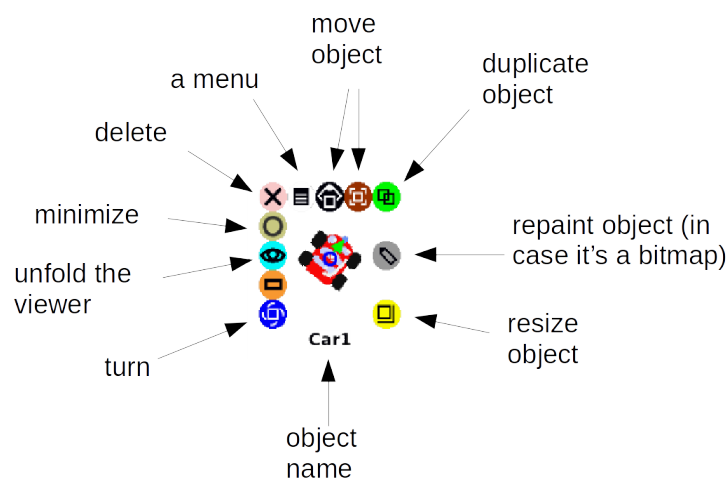 move
object
a menu
duplicate
object
delete
minimize
repaint object (in
case it's a bitmap)
unfold the
viewer
resize
object
turn
Car1
object
name